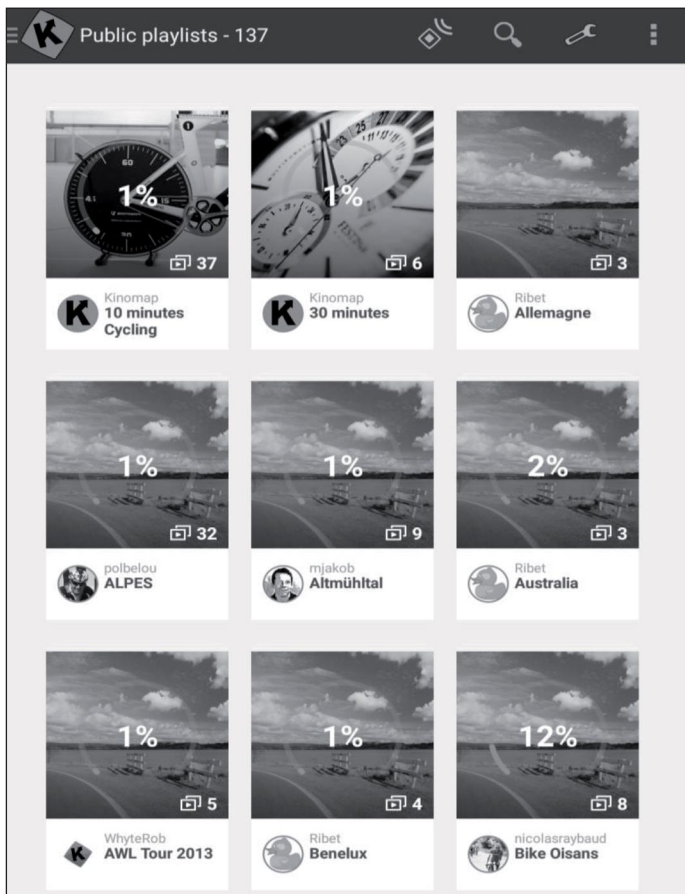 Public playlists - 137
1%
37
Kinomap
10 minutes
Cycling
1%
6
Kinomap
30 minutes
3
Ribet
Allemagne
1%
32
polbelou
ALPES
1%
9
mjakob
Altmühltal
2%
3
Ribet
Australia
1%
5
WhyteRob
AWL Tour 2013
1%
4
Ribet
Benelux
12%
8
nicolasraybaud
Bike Oisans